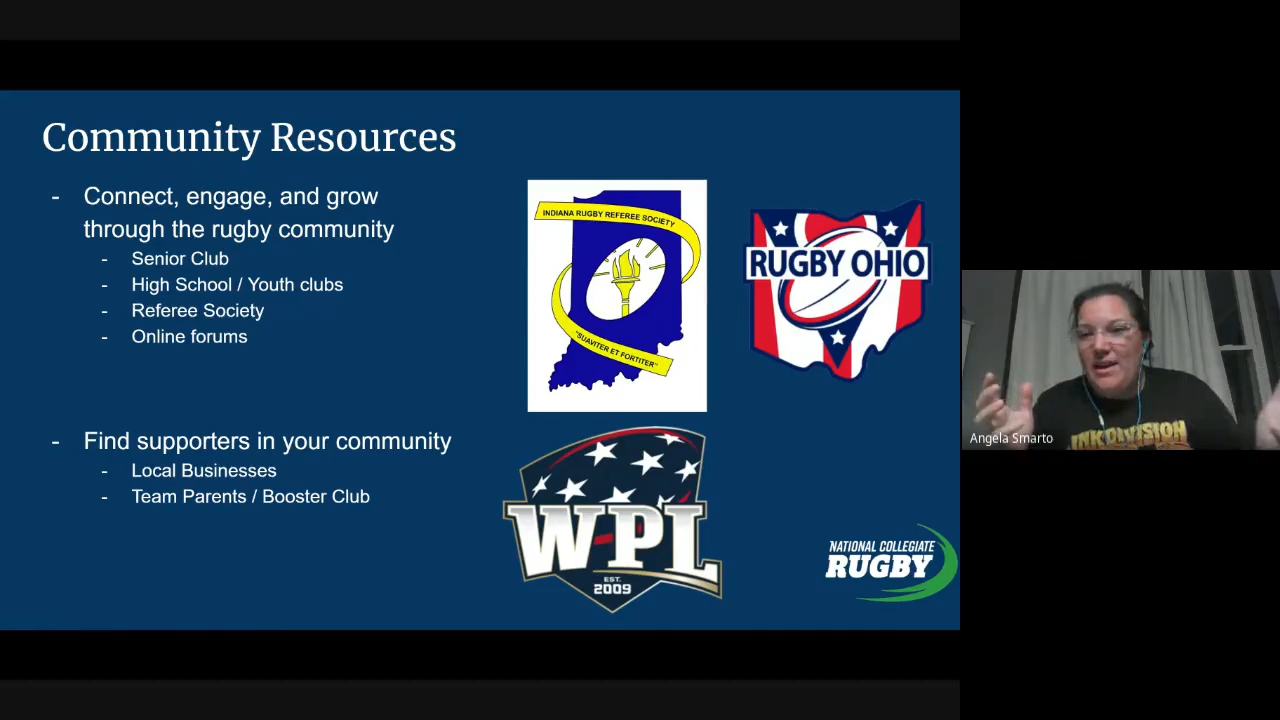 Community Resources
- Connect, engage, and grow
through the rugby community
- Senior Club
- High School / Youth clubs
- Referee Society
- Online forums
- Find supporters in your community
- Local Businesses
- Team Parents / Booster Club
INDIANA RUGBY REFEREE SOCIETY
"SUAVITER ET FORTITER"
RUGBY OHIO
WPL
EST.
2009
NATIONAL COLLEGIATE
RUGBY
Angela Smarto
INK DIVISION